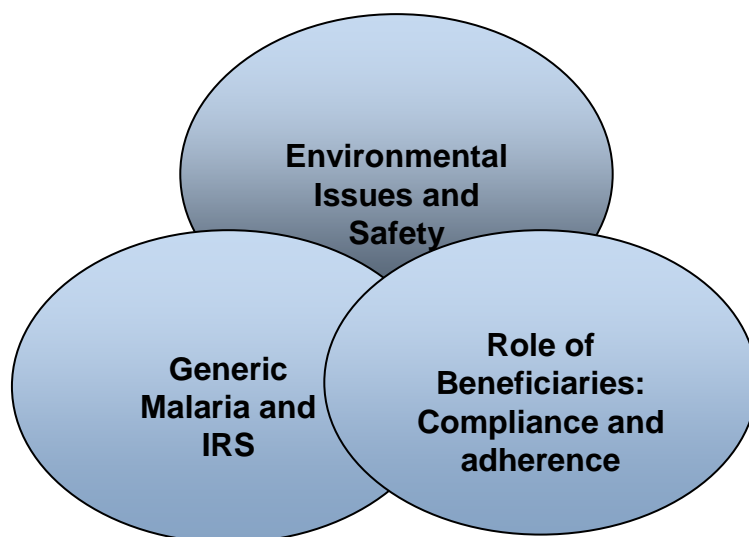 Environmental
Issues and
Safety
Generic
Malaria and
IRS
Role of
Beneficiaries:
Compliance and
adherence